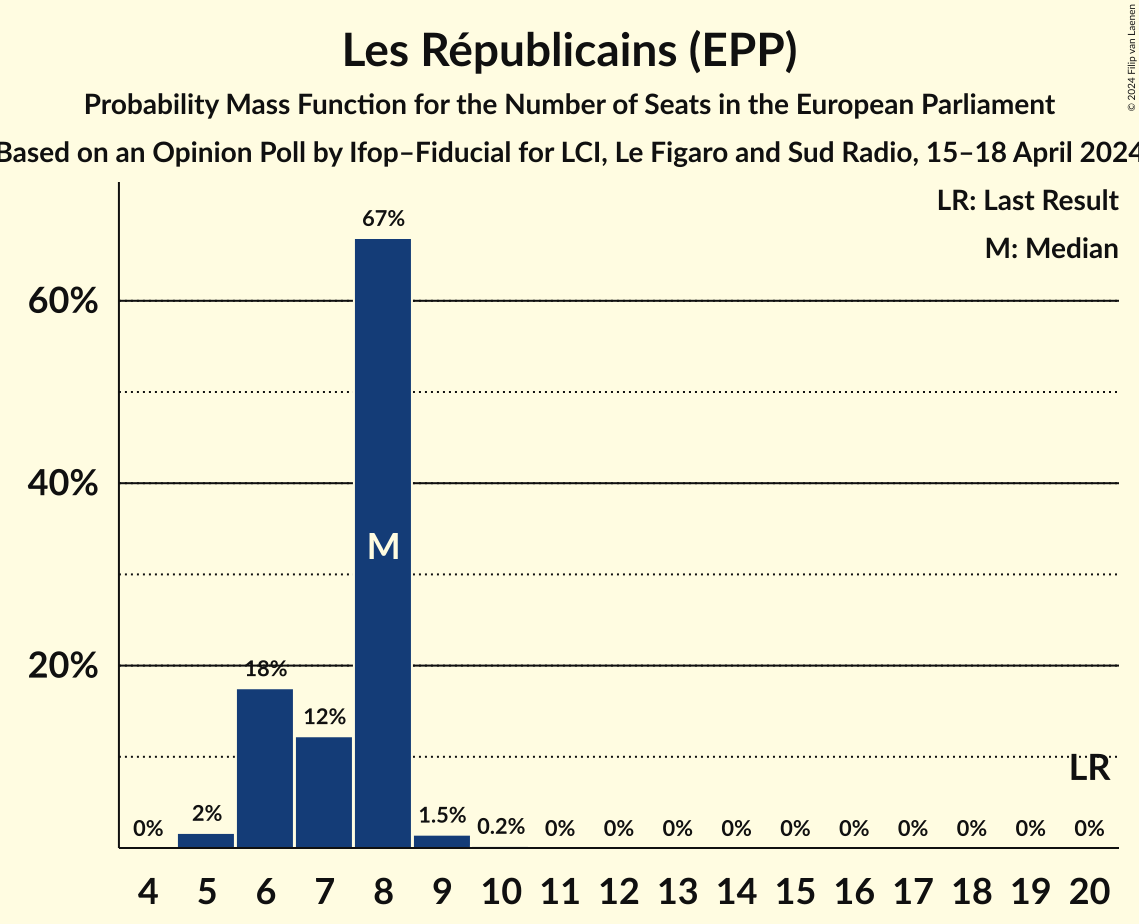 Les Républicains (EPP)
Probability Mass Function for the Number of Seats in the European Parliament
Based on an Opinion Poll by Ifop–Fiducial for LCI, Le Figaro and Sud Radio, 15–18 April 2024
© 2024 Filip van Laenen
LR: Last Result
M: Median
60%
40%
20%
0% 2% 18% 12% 67% 1.5% 0.2% 0% 0% 0% 0% 0% 0% 0% 0% 0% 0%
M
LR
4 5 6 7 8 9 10 11 12 13 14 15 16 17 18 19 20